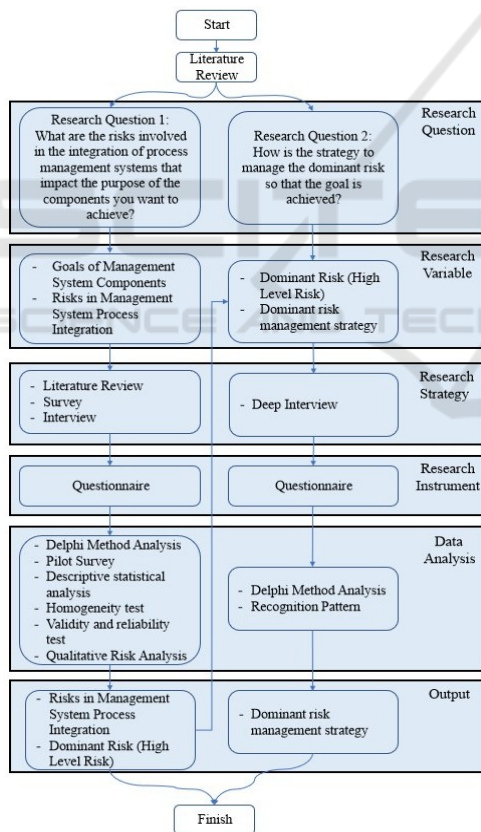 Start
Literature
Review
Research Question 1:
What are the risks involved
in the integration of process
management systems that
impact the purpose of the
components you want to
achieve?
Research Question 2:
How is the strategy to
manage the dominant risk
so that the goal is
achieved?
Research
Question
- Goals of Management
System Components
- Risks in Management
System Process
Integration
- Dominant Risk (High
Level Risk)
- Dominant risk
management strategy
Research
Variable
- Literature Review
- Survey
- Interview
- Deep Interview
Research
Strategy
Questionnaire
Questionnaire
Research
Instrument
- Delphi Method Analysis
- Pilot Survey
- Descriptive statistical
analysis
- Homogeneity test
- Validity and reliability
test
- Qualitative Risk Analysis
- Delphi Method Analysis
- Recognition Pattern
Data
Analysis
- Risks in Management
System Process
Integration
- Dominant Risk (High
Level Risk)
- Dominant risk
management strategy
Output
Finish
SCITE
SCIENCE AND TECH